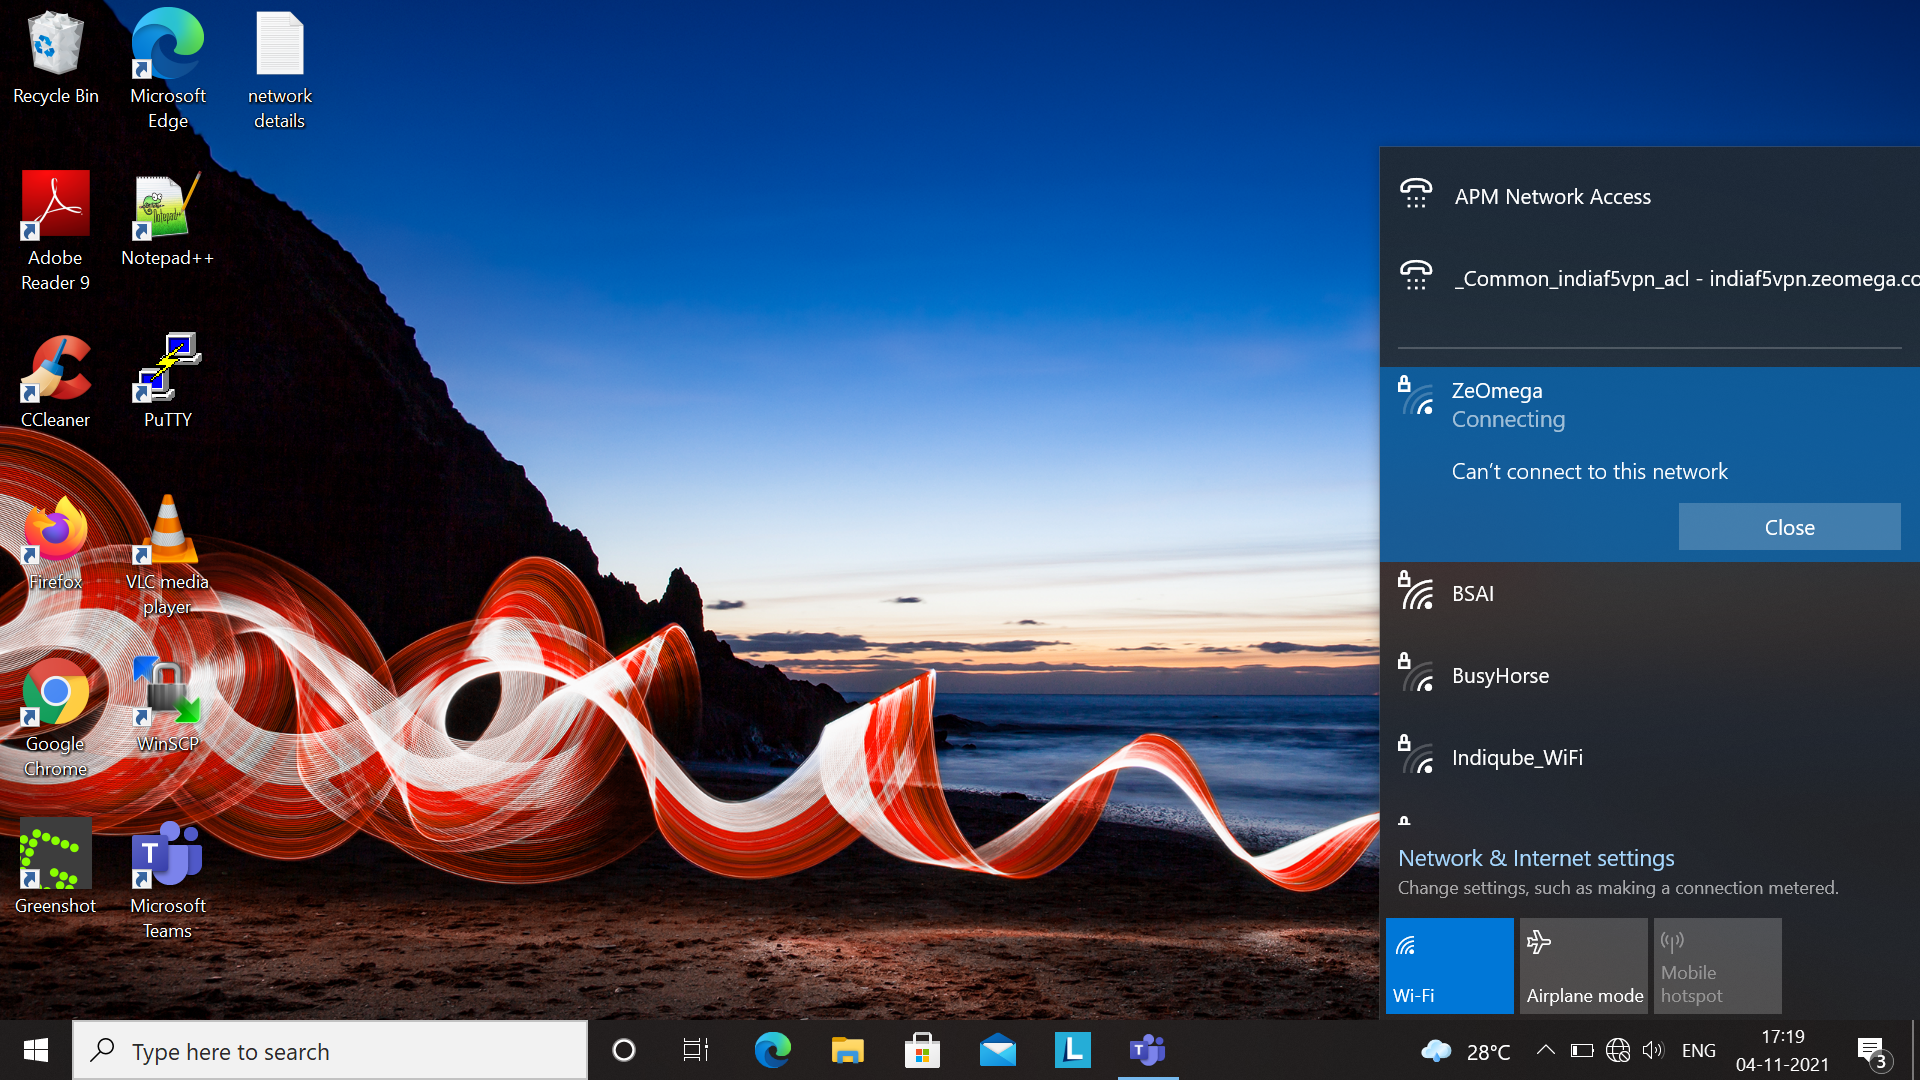 Recycle Bin
Microsoft
Edge
network
details
Adobe
Reader 9
Notepad++
CCleaner
PuTTY
Firefox
VLC media
player
Google
Chrome
WinSCP
Greenshot
Microsoft
Teams
APM Network Access
_Common_indiaf5vpn_acl - indiaf5vpn.zeomega.co
ZeOmega
Connecting
Can't connect to this network
Close
BSAI
BusyHorse
Indiqube_WiFi
Network & Internet settings
Change settings, such as making a connection metered.
Wi-Fi
Airplane mode
Mobile
hotspot
Type here to search
28°C
ENG
17:19
04-11-2021
3